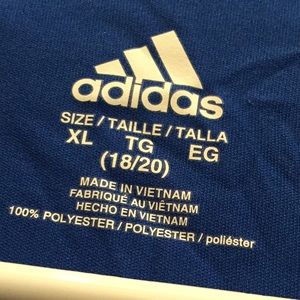 adidas
SIZE / TAILLE / TALLA
XL TG EG
(18/20)
MADE IN VIETNAM
FABRIQUÉ AU VIÊTNAM
HECHO EN VIETNAM
100% POLYESTER / POLYESTER / poliéster